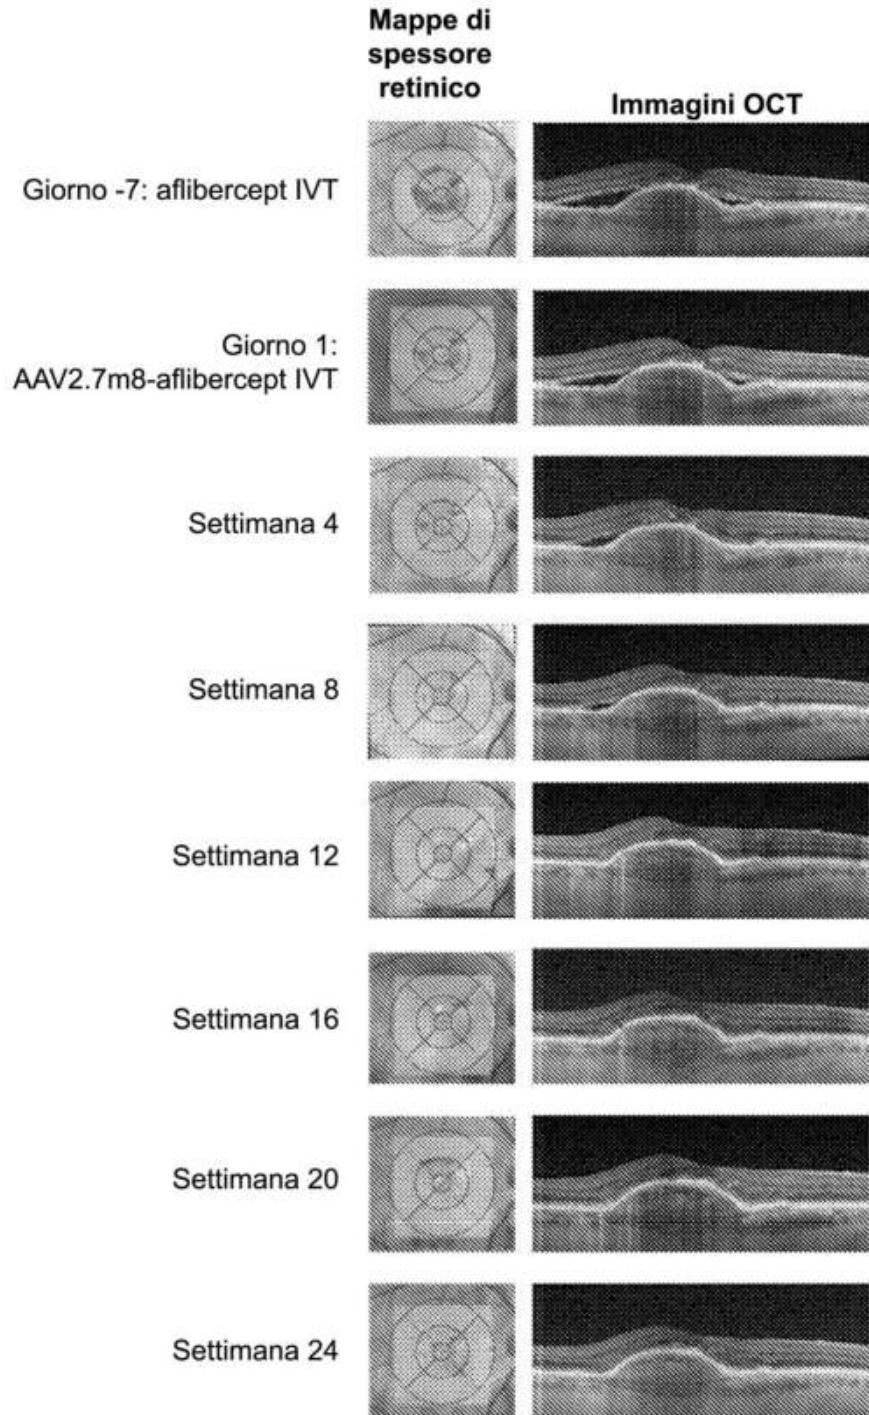 Mappe di
spessore
retinico
Immagini OCT
Giorno -7: aflibercept IVT
Giorno 1:
AAV2.7m8-aflibercept IVT
Settimana 4
Settimana 8
Settimana 12
Settimana 16
Settimana 20
Settimana 24